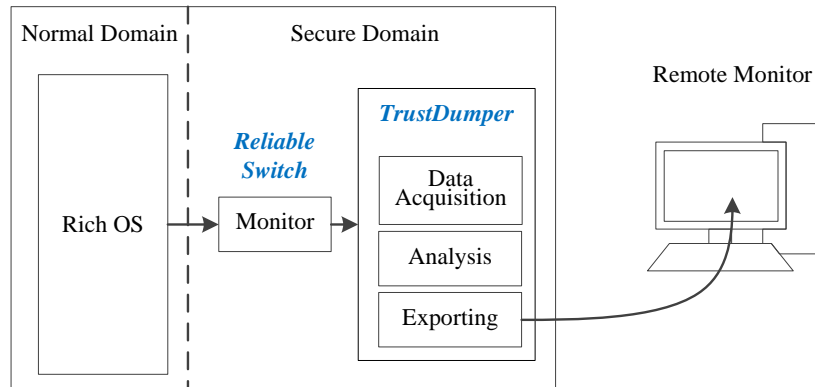 Normal Domain
Secure Domain
Remote Monitor
TrustDumper
Reliable
Switch
Data
Acquisition
Rich OS
Monitor
Analysis
Exporting